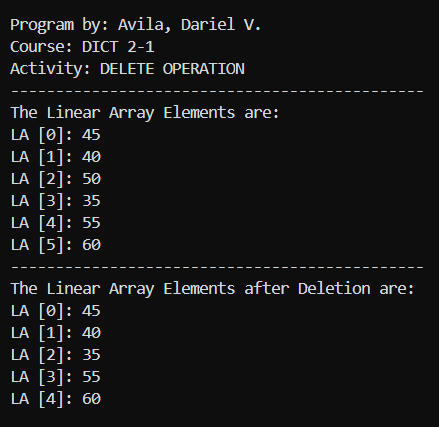 Program by: Avila, Dariel V.
Course: DICT 2-1
Activity: DELETE OPERATION
----------------------------------------------
The Linear Array Elements are:
LA [0]: 45
LA [1]: 40
LA [2]: 50
LA [3]: 35
LA [4]: 55
LA [5]: 60
----------------------------------------------
The Linear Array Elements after Deletion are:
LA [0]: 45
LA [1]: 40
LA [2]: 35
LA [3]: 55
LA [4]: 60